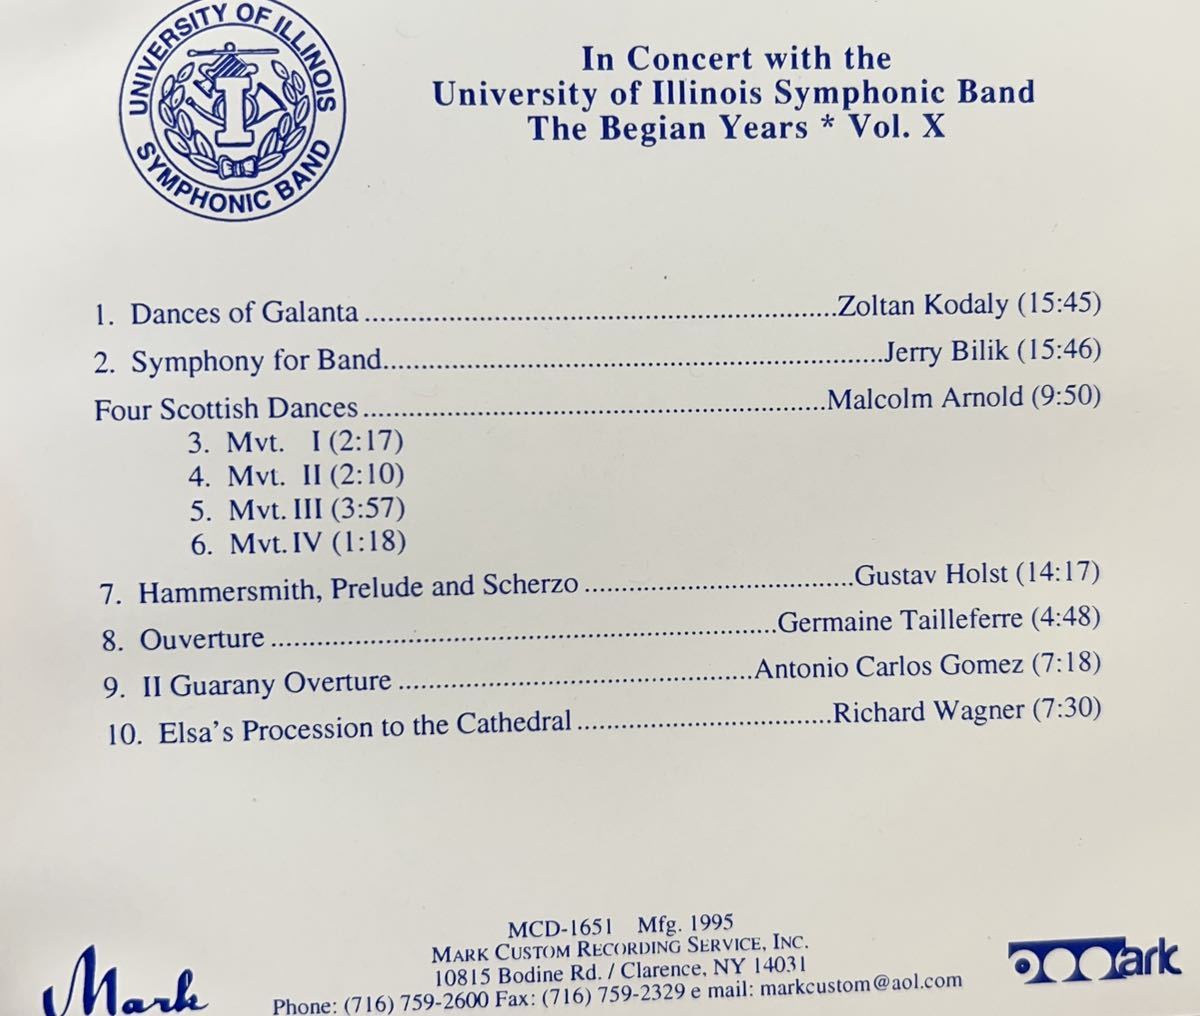 UNIVERSITY OF ILLINOIS
I
SYMPHONIC BAND
In Concert with the
University of Illinois Symphonic Band
The Begian Years * Vol. X
1. Dances of Galanta ..........Zoltan Kodaly (15:45)
2. Symphony for Band..........Jerry Bilik (15:46)
Four Scottish Dances ..........Malcolm Arnold (9:50)
3. Mvt. I (2:17)
4. Mvt. II (2:10)
5. Mvt. III (3:57)
6. Mvt. IV (1:18)
7. Hammersmith, Prelude and Scherzo ..........Gustav Holst (14:17)
8. Ouverture ..........Germaine Tailleferre (4:48)
9. II Guarany Overture ..........Antonio Carlos Gomez (7:18)
10. Elsa's Procession to the Cathedral ..........Richard Wagner (7:30)
MCD-1651 Mfg. 1995
MARK CUSTOM RECORDING SERVICE, INC.
10815 Bodine Rd. / Clarence, NY 14031
Phone: (716) 759-2600 Fax: (716) 759-2329 e mail: markcustom@aol.com
Mark
mark